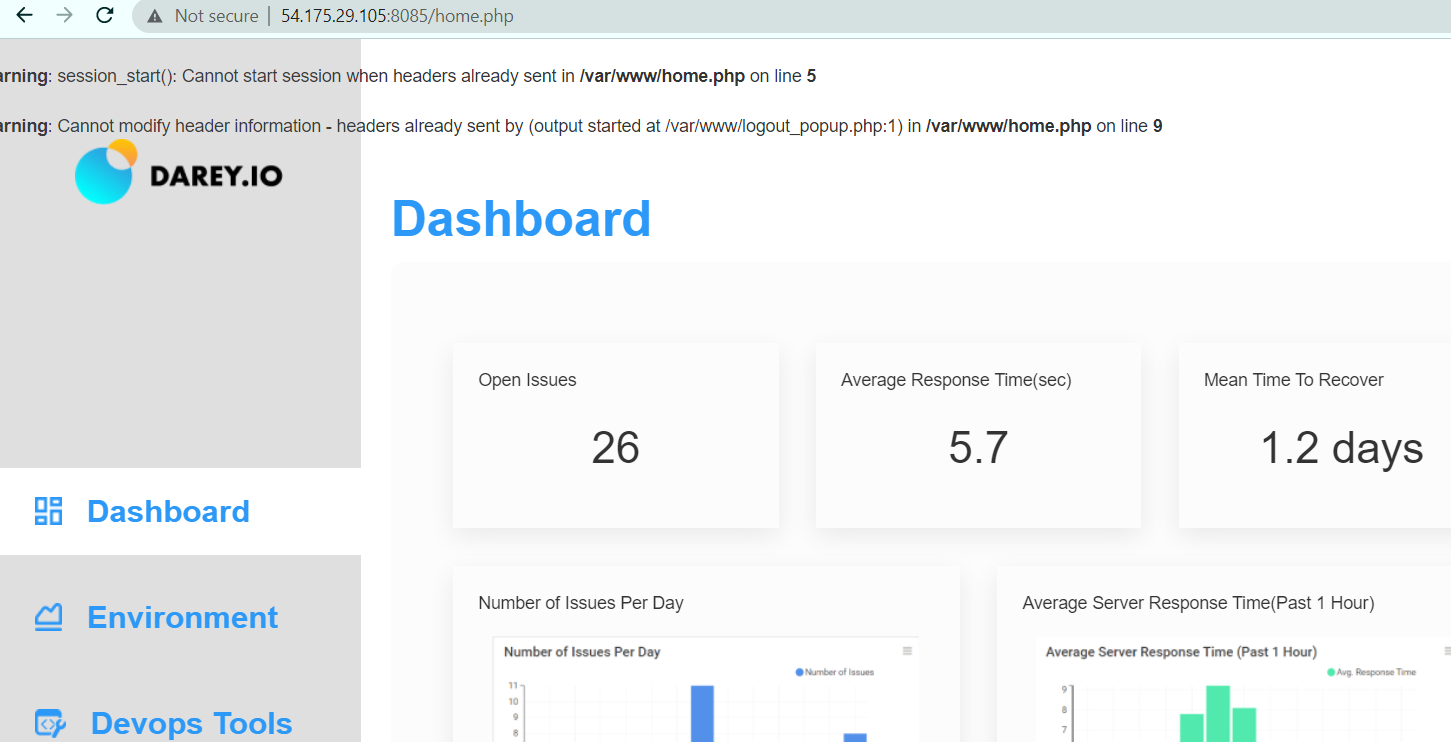 Not secure | 54.175.29.105:8085/home.php
arning: session_start(): Cannot start session when headers already sent in /var/www/home.php on line 5
arning: Cannot modify header information - headers already sent by (output started at /var/www/logout_popup.php:1) in /var/www/home.php on line 9
DAREY.IO
Dashboard
Open Issues
26
Average Response Time(sec)
5.7
Mean Time To Recover
1.2 days
Dashboard
Environment
Devops Tools
Number of Issues Per Day
Number of Issues Per Day
Number of Issues
11
10
9
8
Average Server Response Time(Past 1 Hour)
Average Server Response Time (Past 1 Hour)
Avg. Response Time
9
8
7